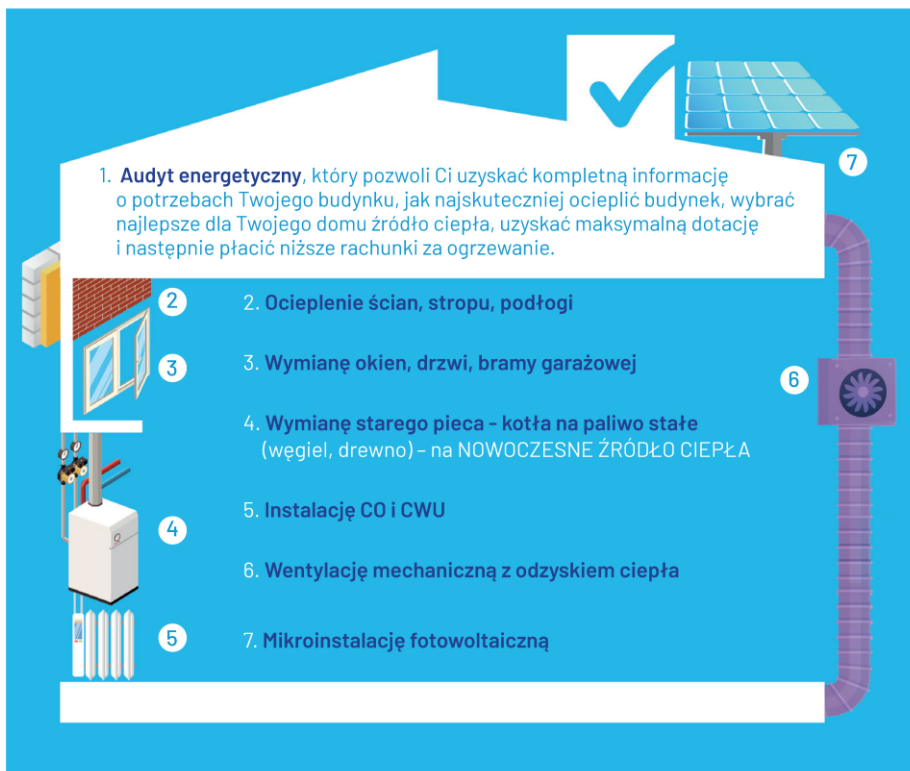 1. Audyt energetyczny, który pozwoli Ci uzyskać kompletną informację
o potrzebach Twojego budynku, jak najskuteczniej ocieplić budynek, wybrać
najlepsze dla Twojego domu źródło ciepła, uzyskać maksymalną dotację
i następnie płacić niższe rachunki za ogrzewanie.
7
2
2. Ocieplenie ścian, stropu, podłogi
3
3. Wymianę okien, drzwi, bramy garażowej
6
4. Wymianę starego pieca - kotła na paliwo stałe
(węgiel, drewno) – na NOWOCZESNE ŹRÓDŁO CIEPŁA
4
5. Instalację CO i CWU
6. Wentylację mechaniczną z odzyskiem ciepła
5
7. Mikroinstalację fotowoltaiczną